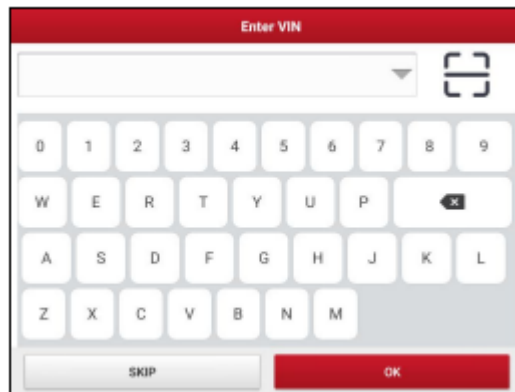 Enter VIN
0 1 2 3 4 5 6 7 8 9
W E R T Y U P
A S D F G H J K L
Z X C V B N M
SKIP OK